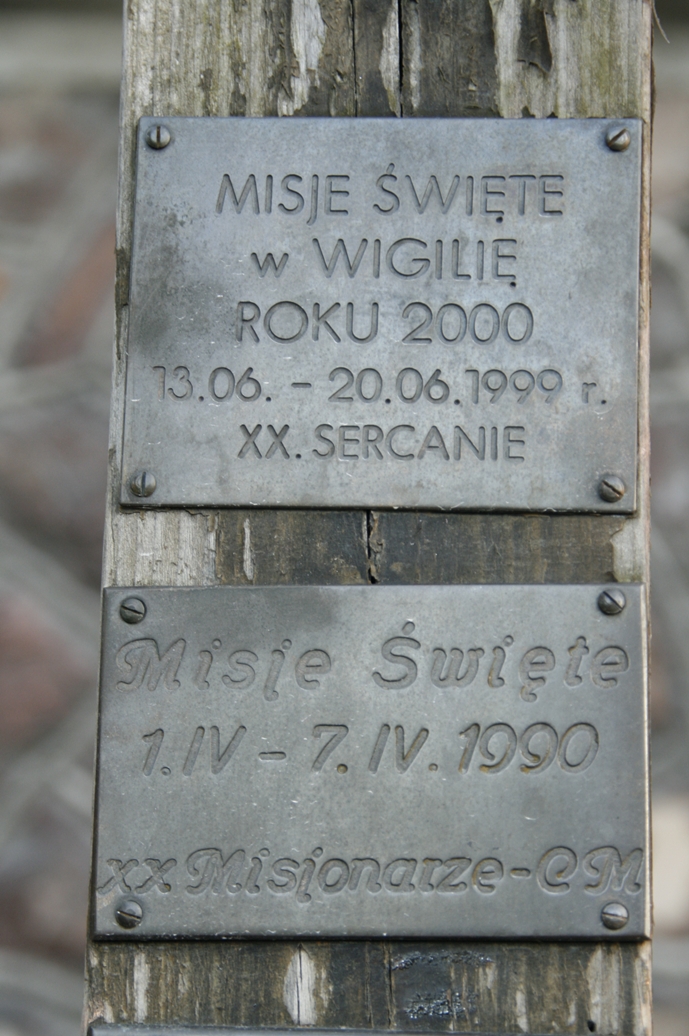 MISJE ŚWIĘTE
w WIGILIĘ
ROKU 2000
13.06. - 20.06.1999 r.
XX. SERCANIE
Misje Święte
1. IV - 7. IV. 1990
xx Misjonarze-CM